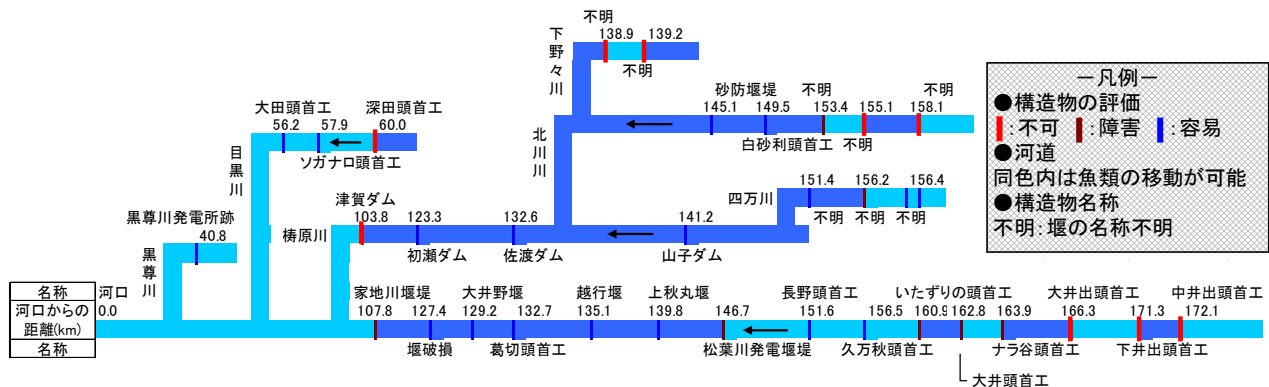 不明
138.9 139.2
不明
下野々川
砂防堰堤 不明 不明
145.1 149.5 153.4 155.1 158.1
白砂利頭首工 不明
北川川
大田頭首工 深田頭首工
56.2 57.9 60.0
ソガナロ頭首工
目黒川
151.4 156.2 156.4
四万川
不明 不明 不明
津賀ダム
103.8 123.3 132.6 141.2
梼原川
初瀬ダム 佐渡ダム 山子ダム
黒尊川発電所跡
40.8
黒尊川
名称 河口 家地川堰堤 大井野堰 越行堰 上秋丸堰 長野頭首工 いたずりの頭首工 大井出頭首工 中井出頭首工
河口からの距離(km) 0.0 107.8 127.4 129.2 132.7 135.1 139.8 146.7 151.6 156.5 160.9 162.8 163.9 166.3 171.3 172.1
名称 堰破損 葛切頭首工 松葉川発電堰堤 久万秋頭首工 ナラ谷頭首工 下井出頭首工
大井頭首工
－凡例－
●構造物の評価
:不可 :障害 :容易
●河道
同色内は魚類の移動が可能
●構造物名称
不明：堰の名称不明